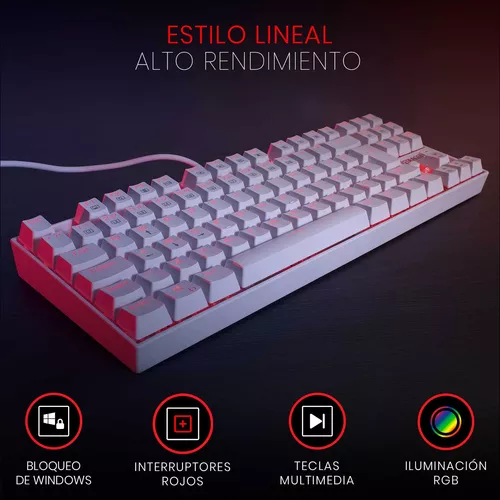 ESTILO LINEAL
ALTO RENDIMIENTO
BLOQUEO
DE WINDOWS
INTERRUPTORES
ROJOS
TECLAS
MULTIMEDIA
ILUMINACIÓN
RGB